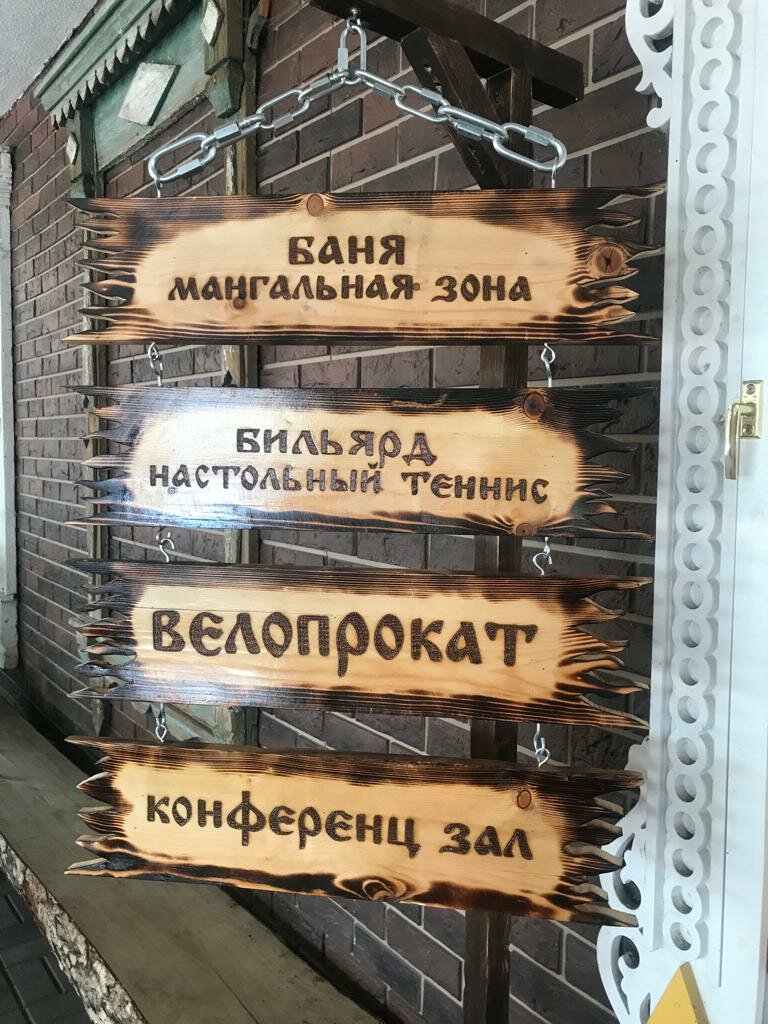 БАНЯ
МАНГАЛЬНАЯ ЗОНА
БИЛЬЯРД
НАСТОЛЬНЫЙ ТЕННИС
ВЕЛОПРОКАТ
КОНФЕРЕНЦ ЗАЛ